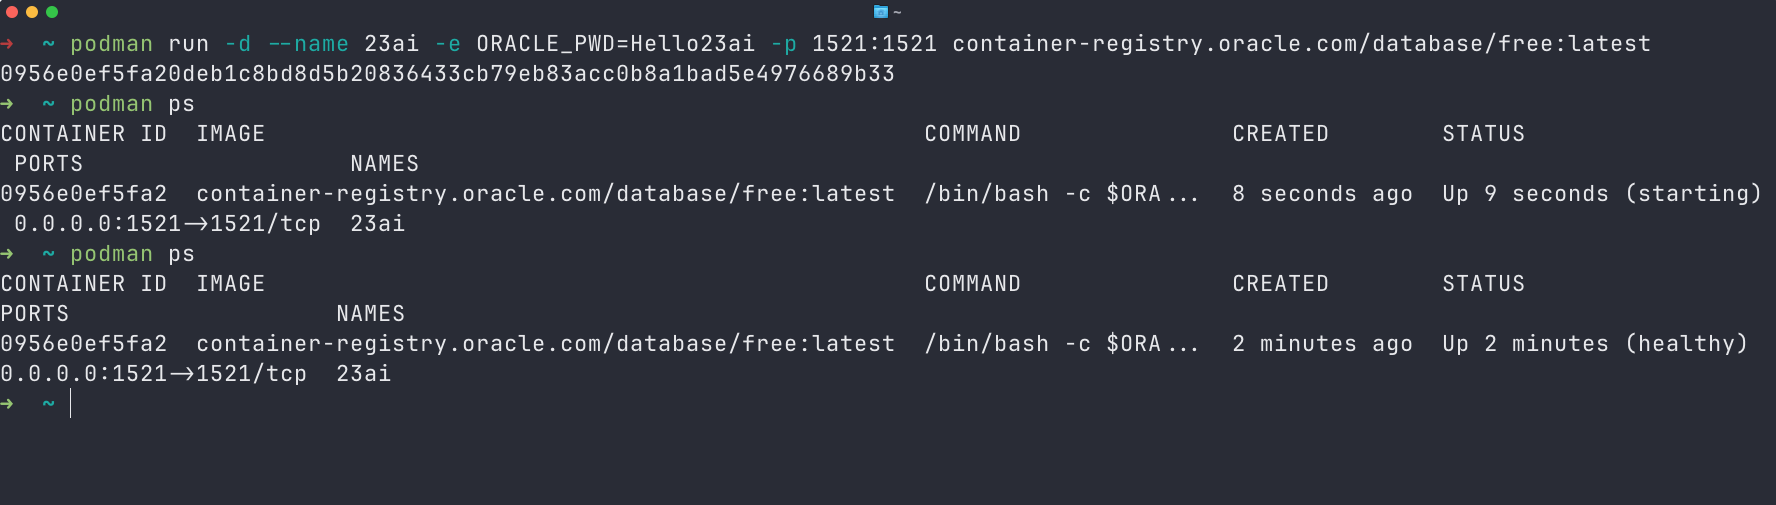 ~
→ ~ podman run -d --name 23ai -e ORACLE_PWD=Hello23ai -p 1521:1521 container-registry.oracle.com/database/free:latest
0956e0ef5fa20deb1c8bd8d5b20836433cb79eb83acc0b8a1bad5e4976689b33
→ ~ podman ps
CONTAINER ID  IMAGE                                               COMMAND               CREATED         STATUS
 PORTS                   NAMES
0956e0ef5fa2  container-registry.oracle.com/database/free:latest  /bin/bash -c $ORA...  8 seconds ago  Up 9 seconds (starting)
 0.0.0.0:1521->1521/tcp  23ai
→ ~ podman ps
CONTAINER ID  IMAGE                                               COMMAND               CREATED         STATUS
PORTS                   NAMES
0956e0ef5fa2  container-registry.oracle.com/database/free:latest  /bin/bash -c $ORA...  2 minutes ago  Up 2 minutes (healthy)
0.0.0.0:1521->1521/tcp  23ai
→ ~